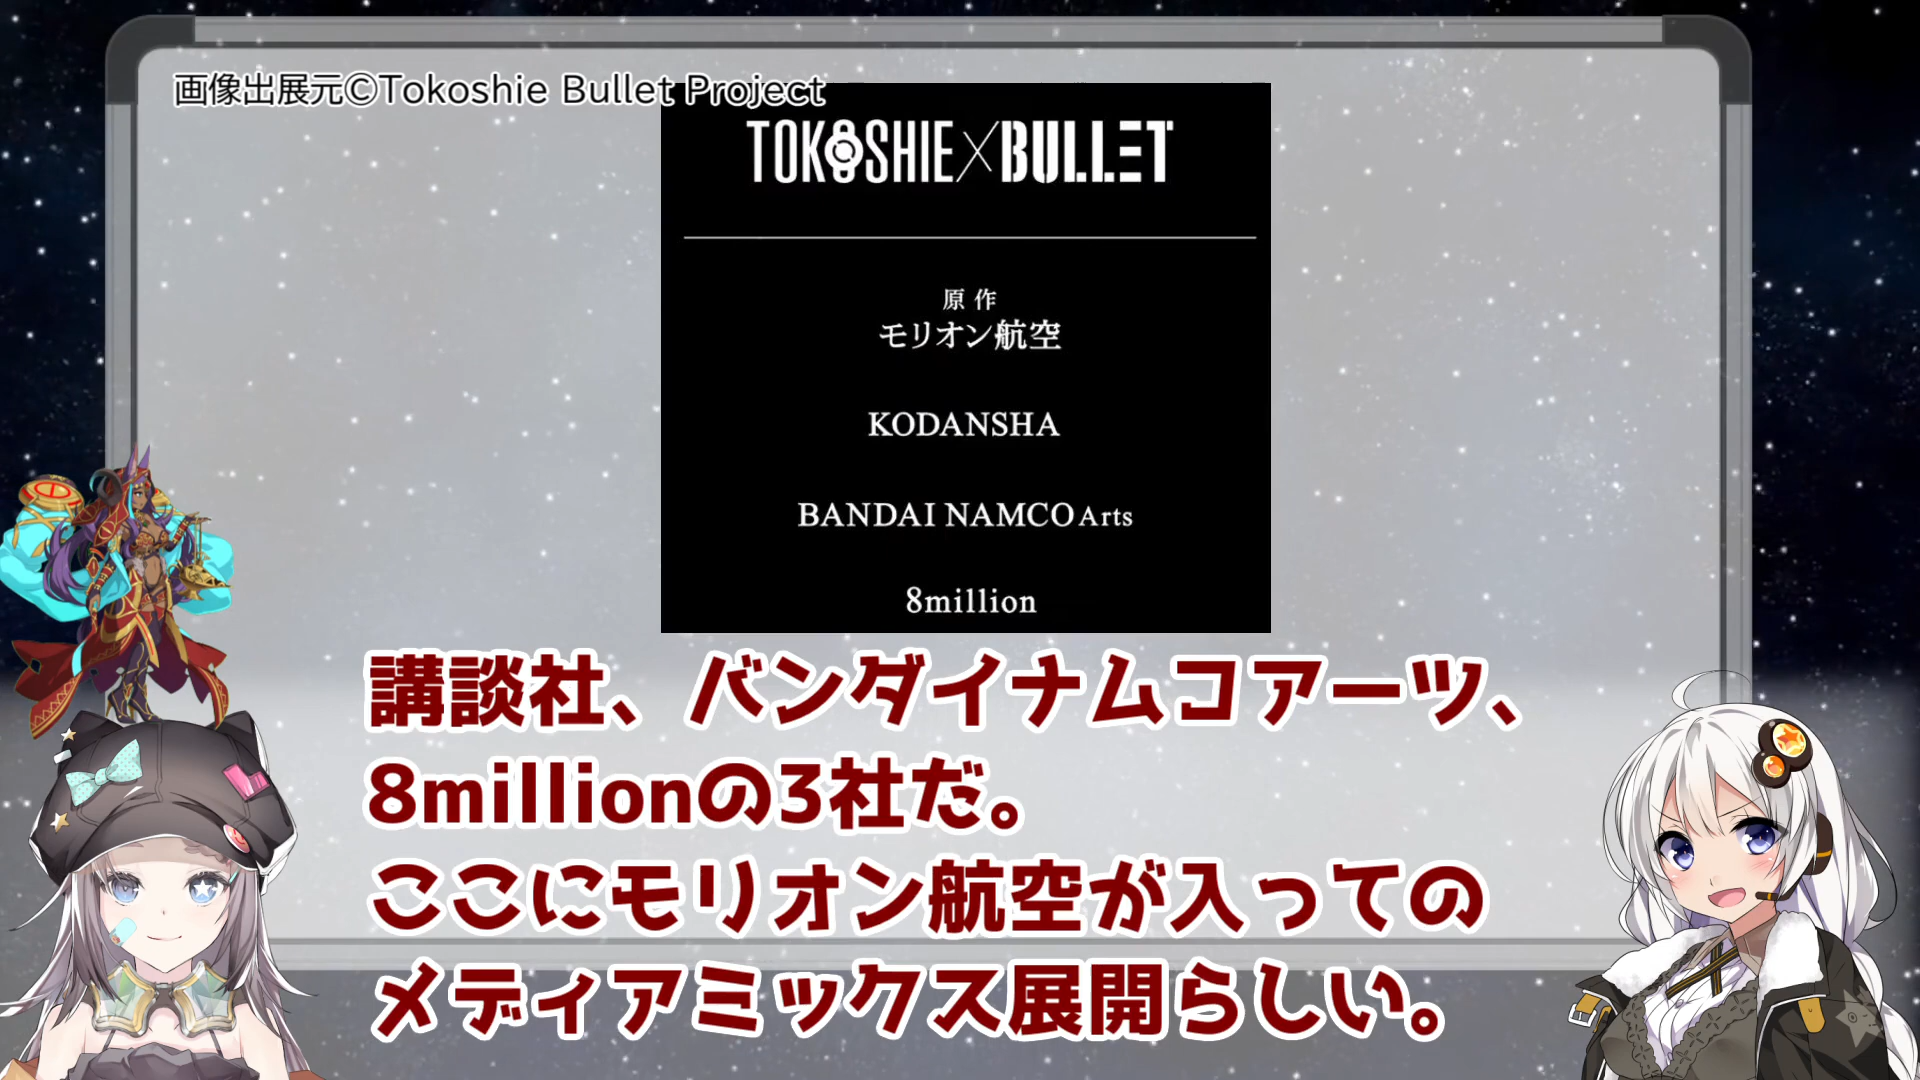 画像出展元©Tokoshie Bullet Project
TOKOSHIE×BULLET
原作
モリオン航空
KODANSHA
BANDAI NAMCO Arts
8million
講談社、バンダイナムコアーツ、
8millionの3社だ。
ここにモリオン航空が入っての
メディアミックス展開らしい。